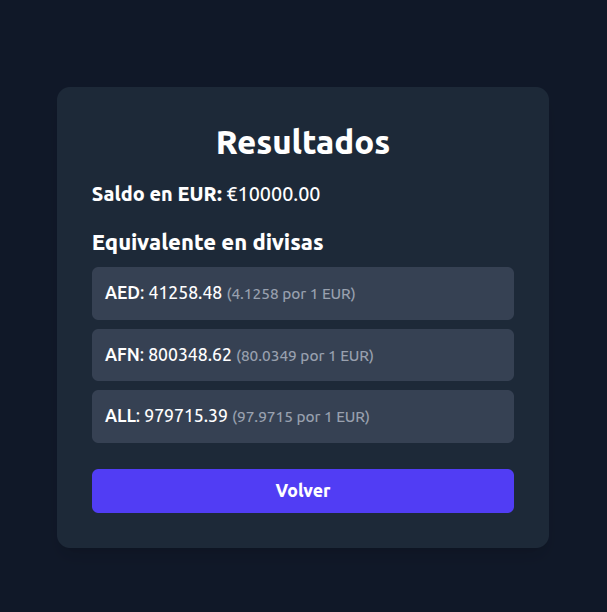 Resultados
Saldo en EUR: €10000.00
Equivalente en divisas
AED: 41258.48 (4.1258 por 1 EUR)
AFN: 800348.62 (80.0349 por 1 EUR)
ALL: 979715.39 (97.9715 por 1 EUR)
Volver